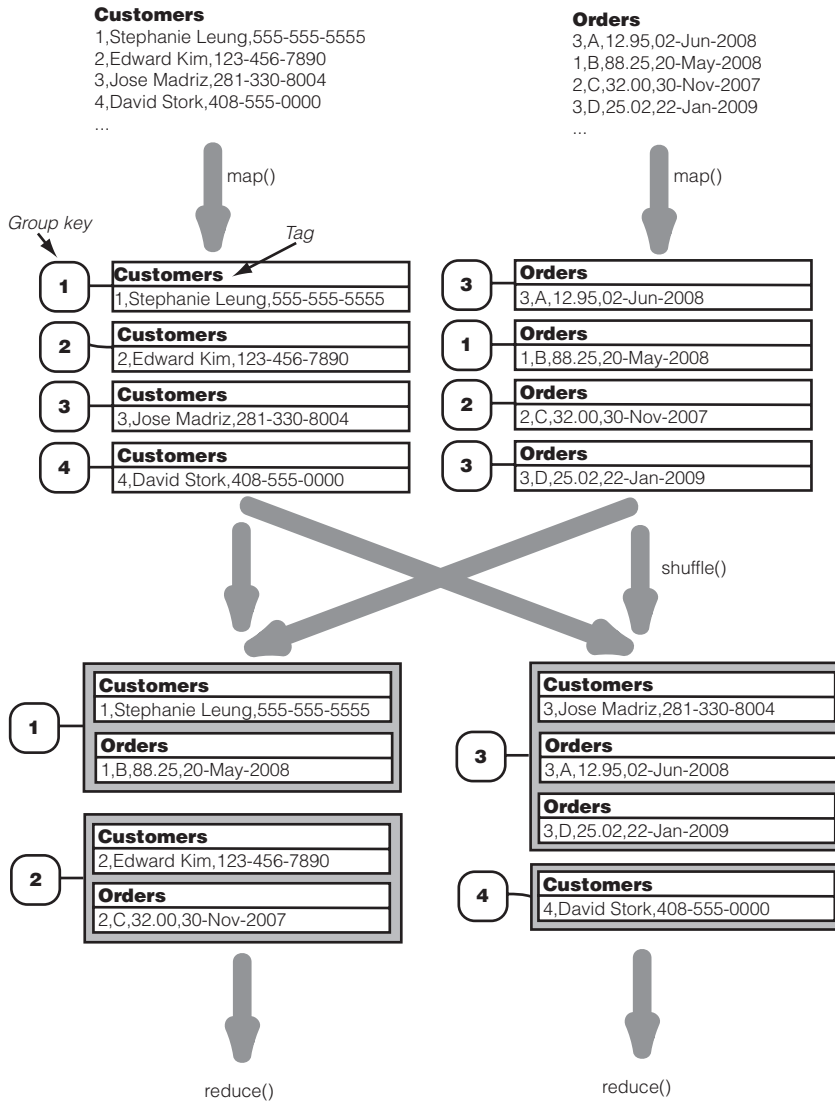 Customers
1,Stephanie Leung,555-555-5555
2,Edward Kim,123-456-7890
3,Jose Madriz,281-330-8004
4,David Stork,408-555-0000
...
Orders
3,A,12.95,02-Jun-2008
1,B,88.25,20-May-2008
2,C,32.00,30-Nov-2007
3,D,25.02,22-Jan-2009
...
map()
map()
Group key
Tag
1
Customers
1,Stephanie Leung,555-555-5555
2
Customers
2,Edward Kim,123-456-7890
3
Customers
3,Jose Madriz,281-330-8004
4
Customers
4,David Stork,408-555-0000
3
Orders
3,A,12.95,02-Jun-2008
1
Orders
1,B,88.25,20-May-2008
2
Orders
2,C,32.00,30-Nov-2007
3
Orders
3,D,25.02,22-Jan-2009
shuffle()
1
Customers
1,Stephanie Leung,555-555-5555
Orders
1,B,88.25,20-May-2008
2
Customers
2,Edward Kim,123-456-7890
Orders
2,C,32.00,30-Nov-2007
3
Customers
3,Jose Madriz,281-330-8004
Orders
3,A,12.95,02-Jun-2008
Orders
3,D,25.02,22-Jan-2009
4
Customers
4,David Stork,408-555-0000
reduce()
reduce()